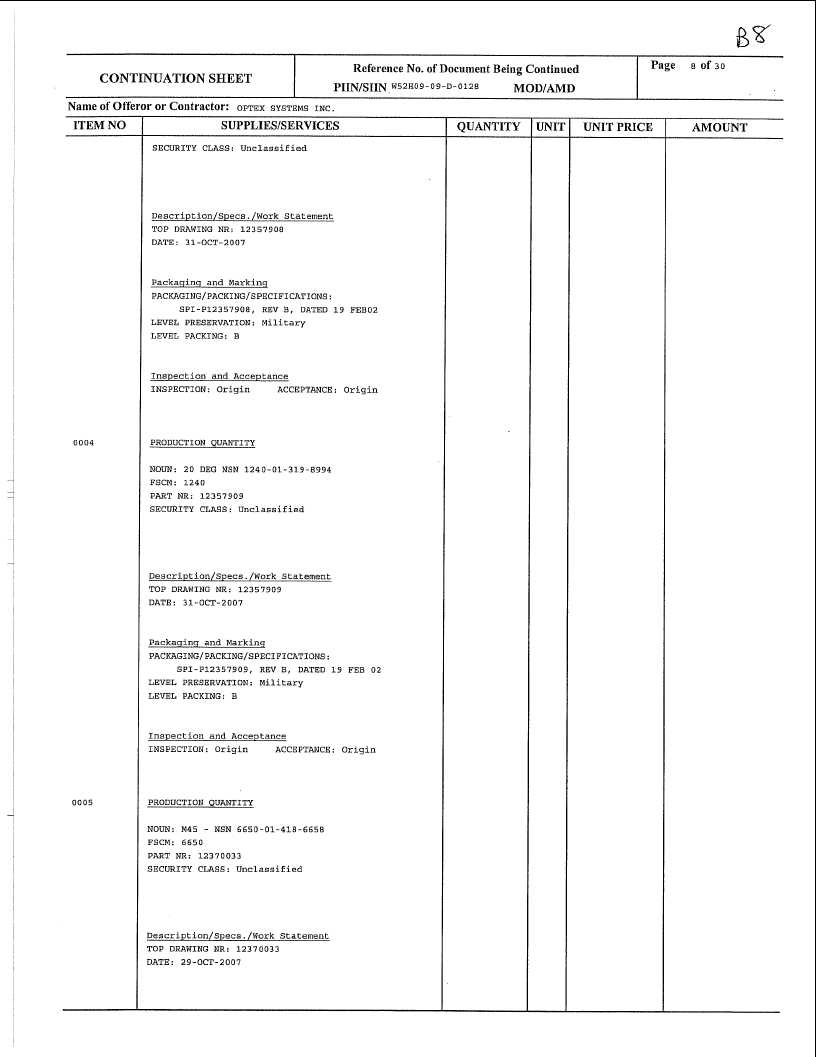 B8
CONTINUATION SHEET
Reference No. of Document Being Continued
PIIN/SIIN W52H09-09-D-0128 MOD/AMD
Page 8 of 30
Name of Offeror or Contractor: OPTEX SYSTEMS INC.
ITEM NO SUPPLIES/SERVICES QUANTITY UNIT UNIT PRICE AMOUNT
SECURITY CLASS: Unclassified
Description/Specs./Work Statement
TOP DRAWING NR: 12357908
DATE: 31-OCT-2007
Packaging and Marking
PACKAGING/PACKING/SPECIFICATIONS:
SPI-P12357908, REV B, DATED 19 FEB02
LEVEL PRESERVATION: Military
LEVEL PACKING: B
Inspection and Acceptance
INSPECTION: Origin ACCEPTANCE: Origin
0004 PRODUCTION QUANTITY
NOUN: 20 DEG NSN 1240-01-319-8994
FSCM: 1240
PART NR: 12357909
SECURITY CLASS: Unclassified
Description/Specs./Work Statement
TOP DRAWING NR: 12357909
DATE: 31-OCT-2007
Packaging and Marking
PACKAGING/PACKING/SPECIFICATIONS:
SPI-P12357909, REV B, DATED 19 FEB 02
LEVEL PRESERVATION: Military
LEVEL PACKING: B
Inspection and Acceptance
INSPECTION: Origin ACCEPTANCE: Origin
0005 PRODUCTION QUANTITY
NOUN: M45 - NSN 6650-01-418-6658
FSCM: 6650
PART NR: 12370033
SECURITY CLASS: Unclassified
Description/Specs./Work Statement
TOP DRAWING NR: 12370033
DATE: 29-OCT-2007